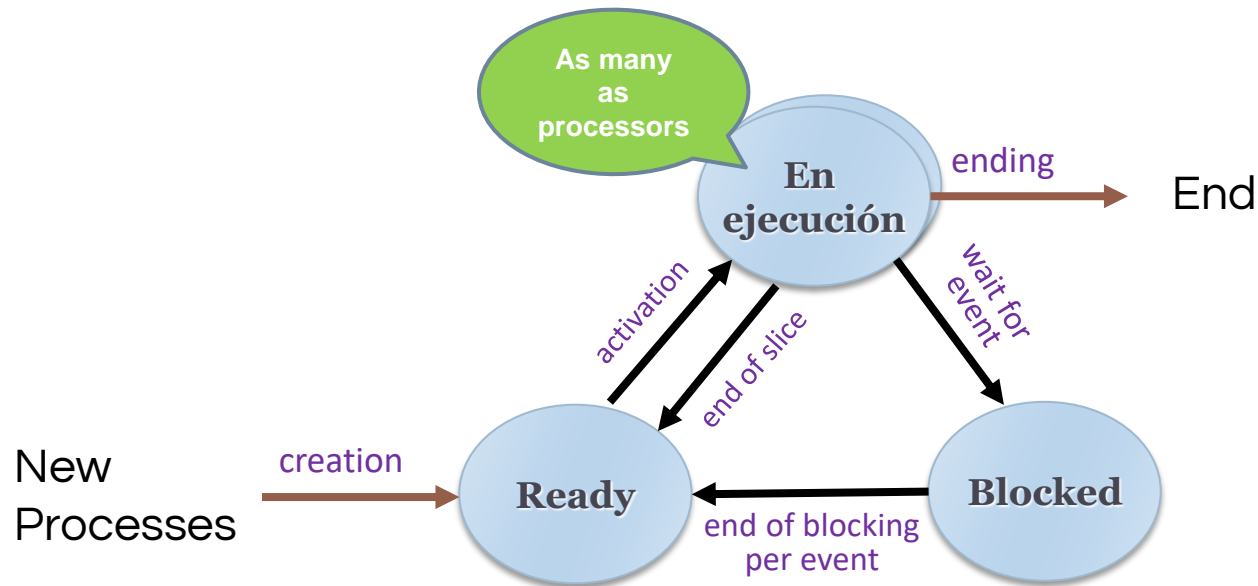 As many
as
processors
En
ejecución
ending
End
activation
end of slice
wait for
event
New
Processes
creation
Ready
end of blocking
per event
Blocked